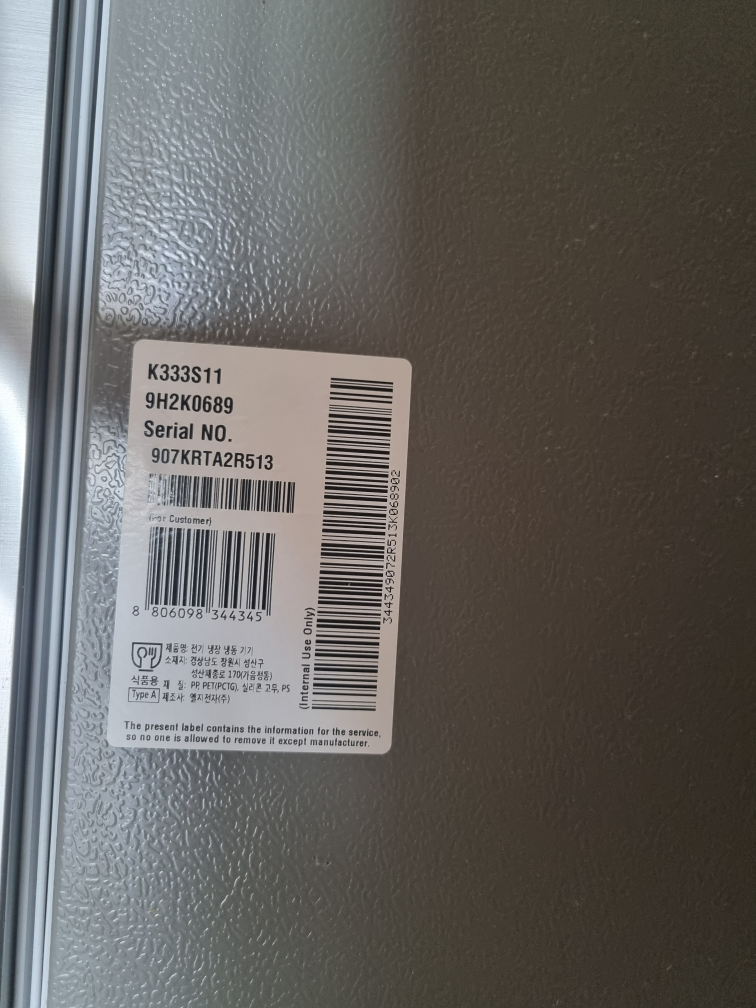 K333S11
9H2K0689
Serial NO.
907KRTA2R513
(For Customer)
8 806098 344345
344349072R513K068902
(Internal Use Only)
제품명: 전기 냉장 냉동 기기
소재지: 경상남도 창원시 성산구
성산패총로 170(가음정동)
식품용
재 질: PP, PET(PCTG), 실리콘 고무, PS
Type A
제조사: 엘지전자(주)
The present label contains the information for the service,
so no one is allowed to remove it except manufacturer.